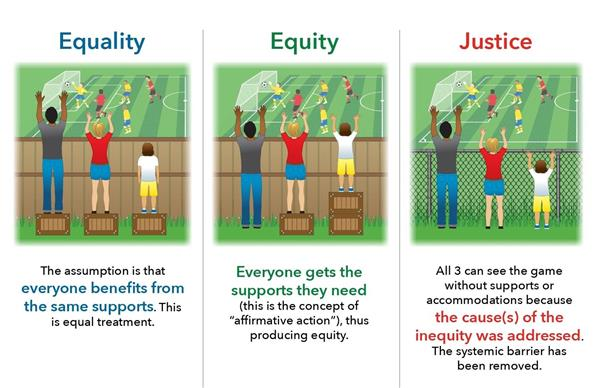 Equality
The assumption is that
everyone benefits from
the same supports. This
is equal treatment.
Equity
Everyone gets the
supports they need
(this is the concept of
“affirmative action”), thus
producing equity.
Justice
All 3 can see the game
without supports or
accommodations because
the cause(s) of the
inequity was addressed.
The systemic barrier has
been removed.